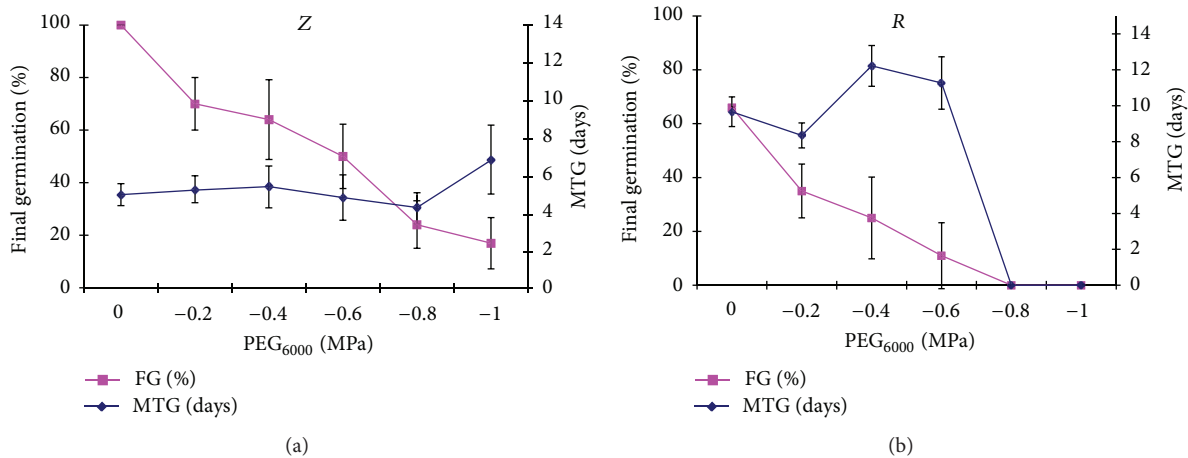 Z
100
80
60
40
20
0
Final germination (%)
14
12
10
8
6
4
2
0
MTG (days)
0 −0.2 −0.4 −0.6 −0.8 −1
PEG6000 (MPa)
FG (%)
MTG (days)
(a)
R
100
80
60
40
20
0
Final germination (%)
14
12
10
8
6
4
2
0
MTG (days)
0 −0.2 −0.4 −0.6 −0.8 −1
PEG6000 (MPa)
FG (%)
MTG (days)
(b)